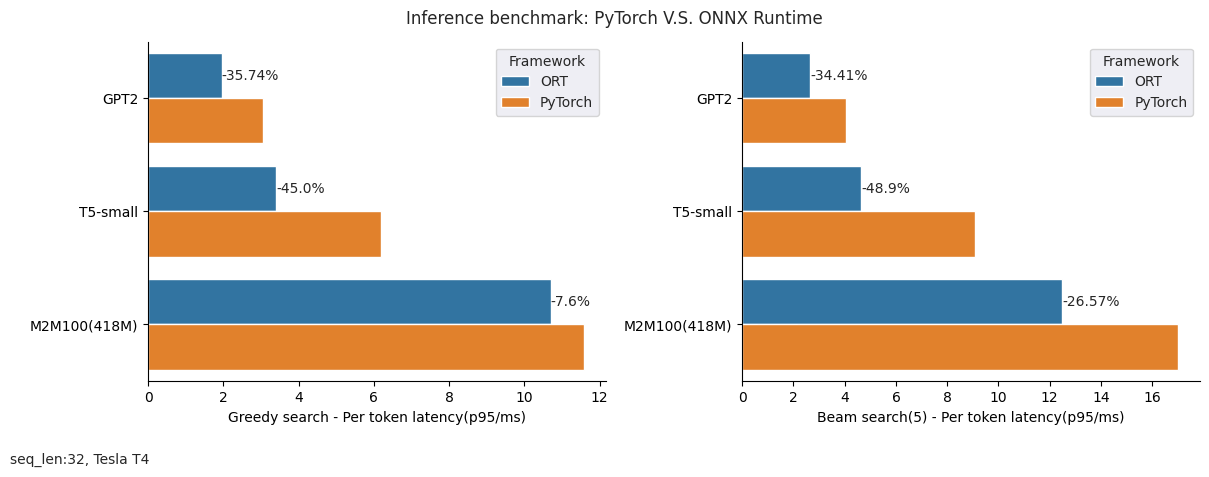 Inference benchmark: PyTorch V.S. ONNX Runtime
Framework
ORT
PyTorch
GPT2
-35.74%
T5-small
-45.0%
M2M100(418M)
-7.6%
0 2 4 6 8 10 12
Greedy search - Per token latency(p95/ms)
Framework
ORT
PyTorch
GPT2
-34.41%
T5-small
-48.9%
M2M100(418M)
-26.57%
0 2 4 6 8 10 12 14 16
Beam search(5) - Per token latency(p95/ms)
seq_len:32, Tesla T4